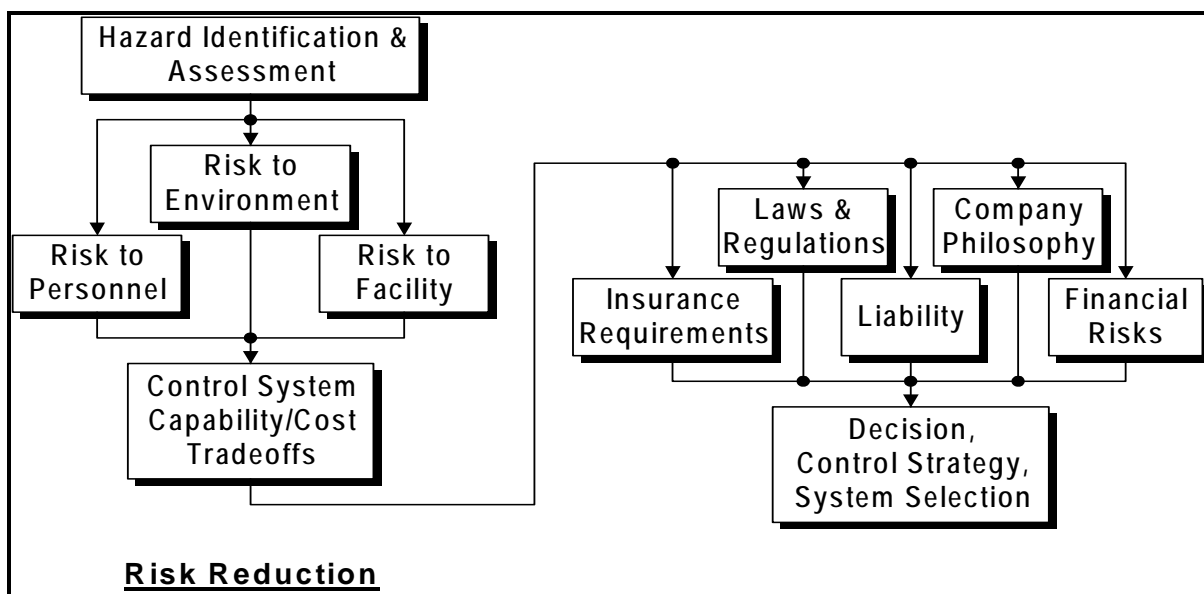 Hazard Identification &
Assessment
Risk to
Environment
Risk to
Personnel
Risk to
Facility
Control System
Capability/Cost
Tradeoffs
Laws &
Regulations
Company
Philosophy
Insurance
Requirements
Liability
Financial
Risks
Decision,
Control Strategy,
System Selection
Risk Reduction